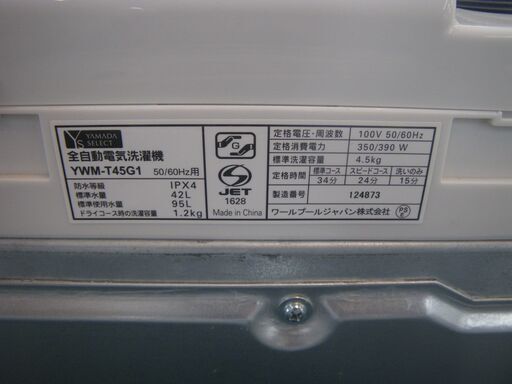 YS YAMADA SELECT
全自動電気洗濯機
YWM-T45G1 50/60Hz用
防水等級 IPX4
標準水量 42L
標準使用水量 95L
ドライコース時の洗濯容量 1.2kg
G
S
JET
1628
Made in China
定格電圧・周波数 100V 50/60Hz
定格消費電力 350/390 W
標準洗濯容量 4.5kg
定格時間 標準コース スピードコース 洗いのみ
34分 24分 15分
製造番号 124873
ワールプールジャパン株式会社
PS
E